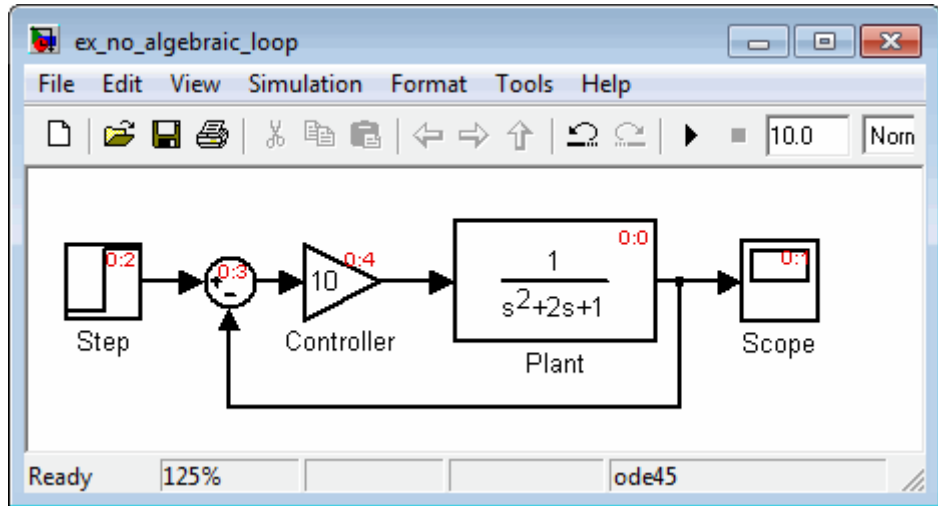 ex_no_algebraic_loop
File Edit View Simulation Format Tools Help
10.0 Norn
0:2 0:3 0:4 0:0 0:1
+
-
10
1
s2+2s+1
Step Controller Plant Scope
Ready 125% ode45